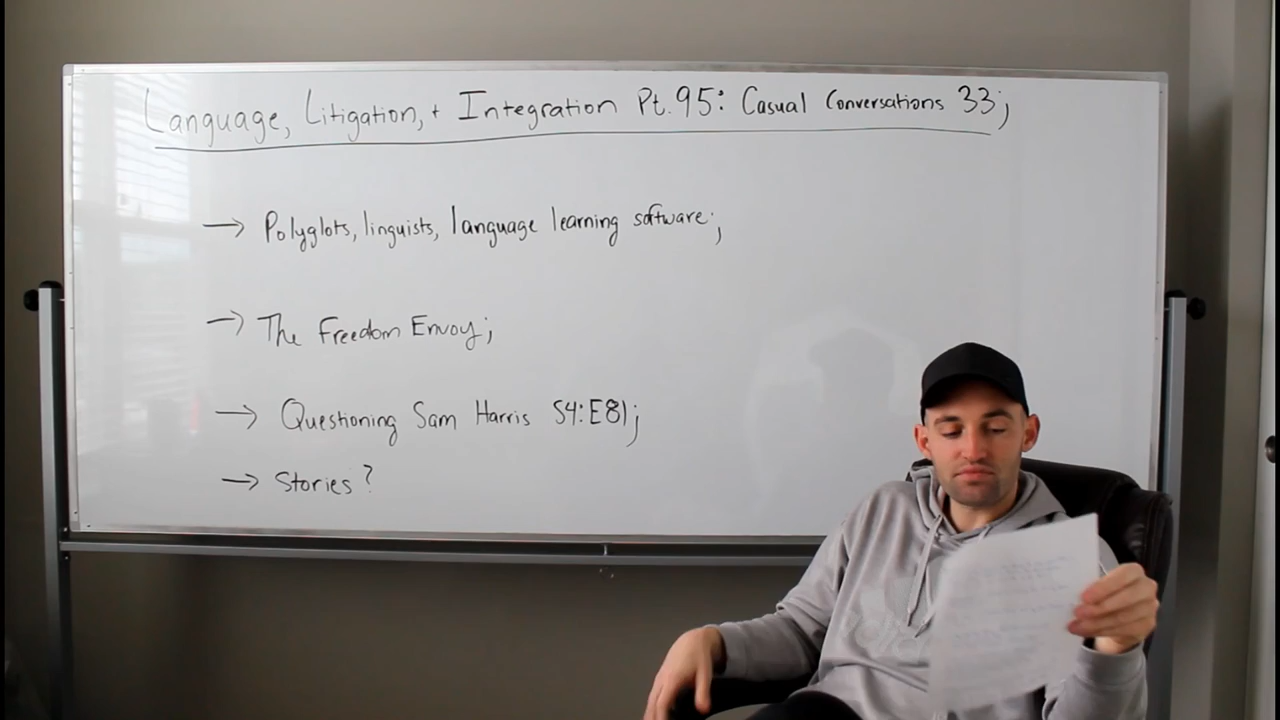 Language, Litigation, + Integration Pt. 95: Casual Conversations 33;
→ Polyglots, linguists, language learning software;
→ The Freedom Envoy;
→ Questioning Sam Harris S4:E81;
→ Stories?